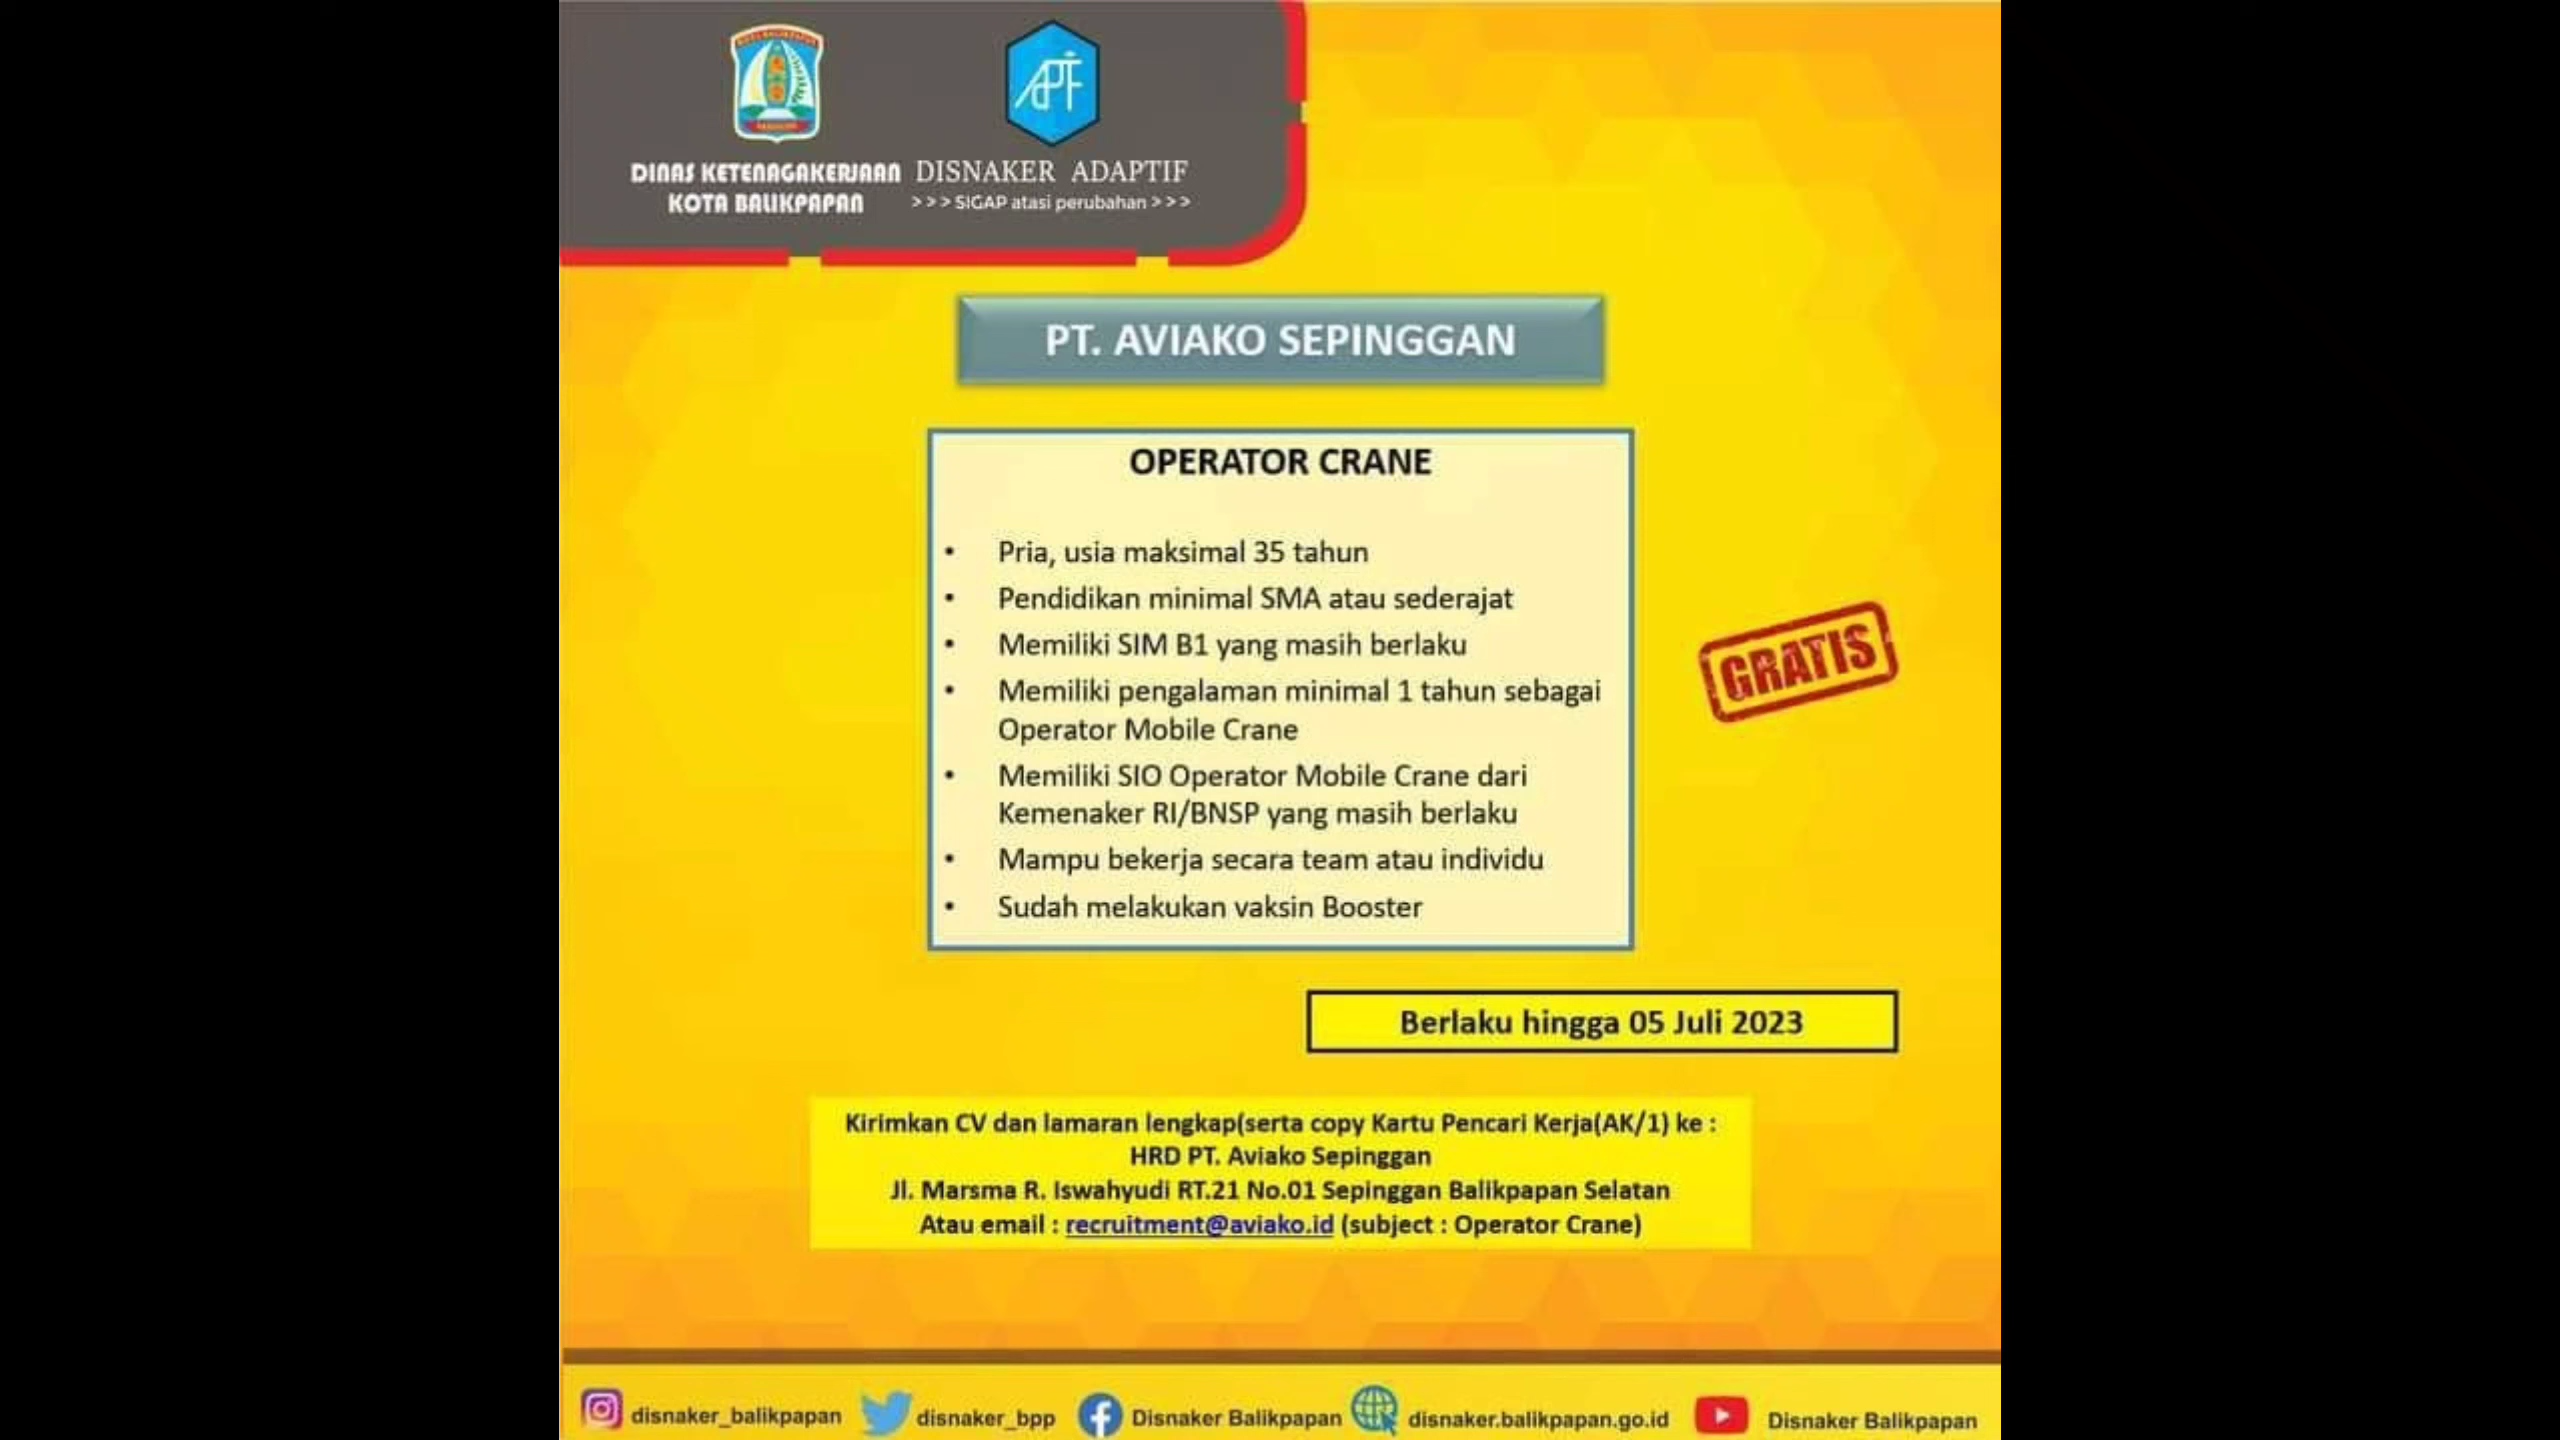 DINAS KETENAGAKERJAAN
KOTA BALIKPAPAN
APF
DISNAKER ADAPTIF
>>> SIGAP atasi perubahan >>>
PT. AVIAKO SEPINGGAN
OPERATOR CRANE
• Pria, usia maksimal 35 tahun
• Pendidikan minimal SMA atau sederajat
• Memiliki SIM B1 yang masih berlaku
• Memiliki pengalaman minimal 1 tahun sebagai
Operator Mobile Crane
• Memiliki SIO Operator Mobile Crane dari
Kemenaker RI/BNSP yang masih berlaku
• Mampu bekerja secara team atau individu
• Sudah melakukan vaksin Booster
GRATIS
Berlaku hingga 05 Juli 2023
Kirimkan CV dan lamaran lengkap(serta copy Kartu Pencari Kerja(AK/1) ke :
HRD PT. Aviako Sepinggan
Jl. Marsma R. Iswahyudi RT.21 No.01 Sepinggan Balikpapan Selatan
Atau email : recruitment@aviako.id (subject : Operator Crane)
disnaker_balikpapan disnaker_bpp Disnaker Balikpapan disnaker.balikpapan.go.id Disnaker Balikpapan